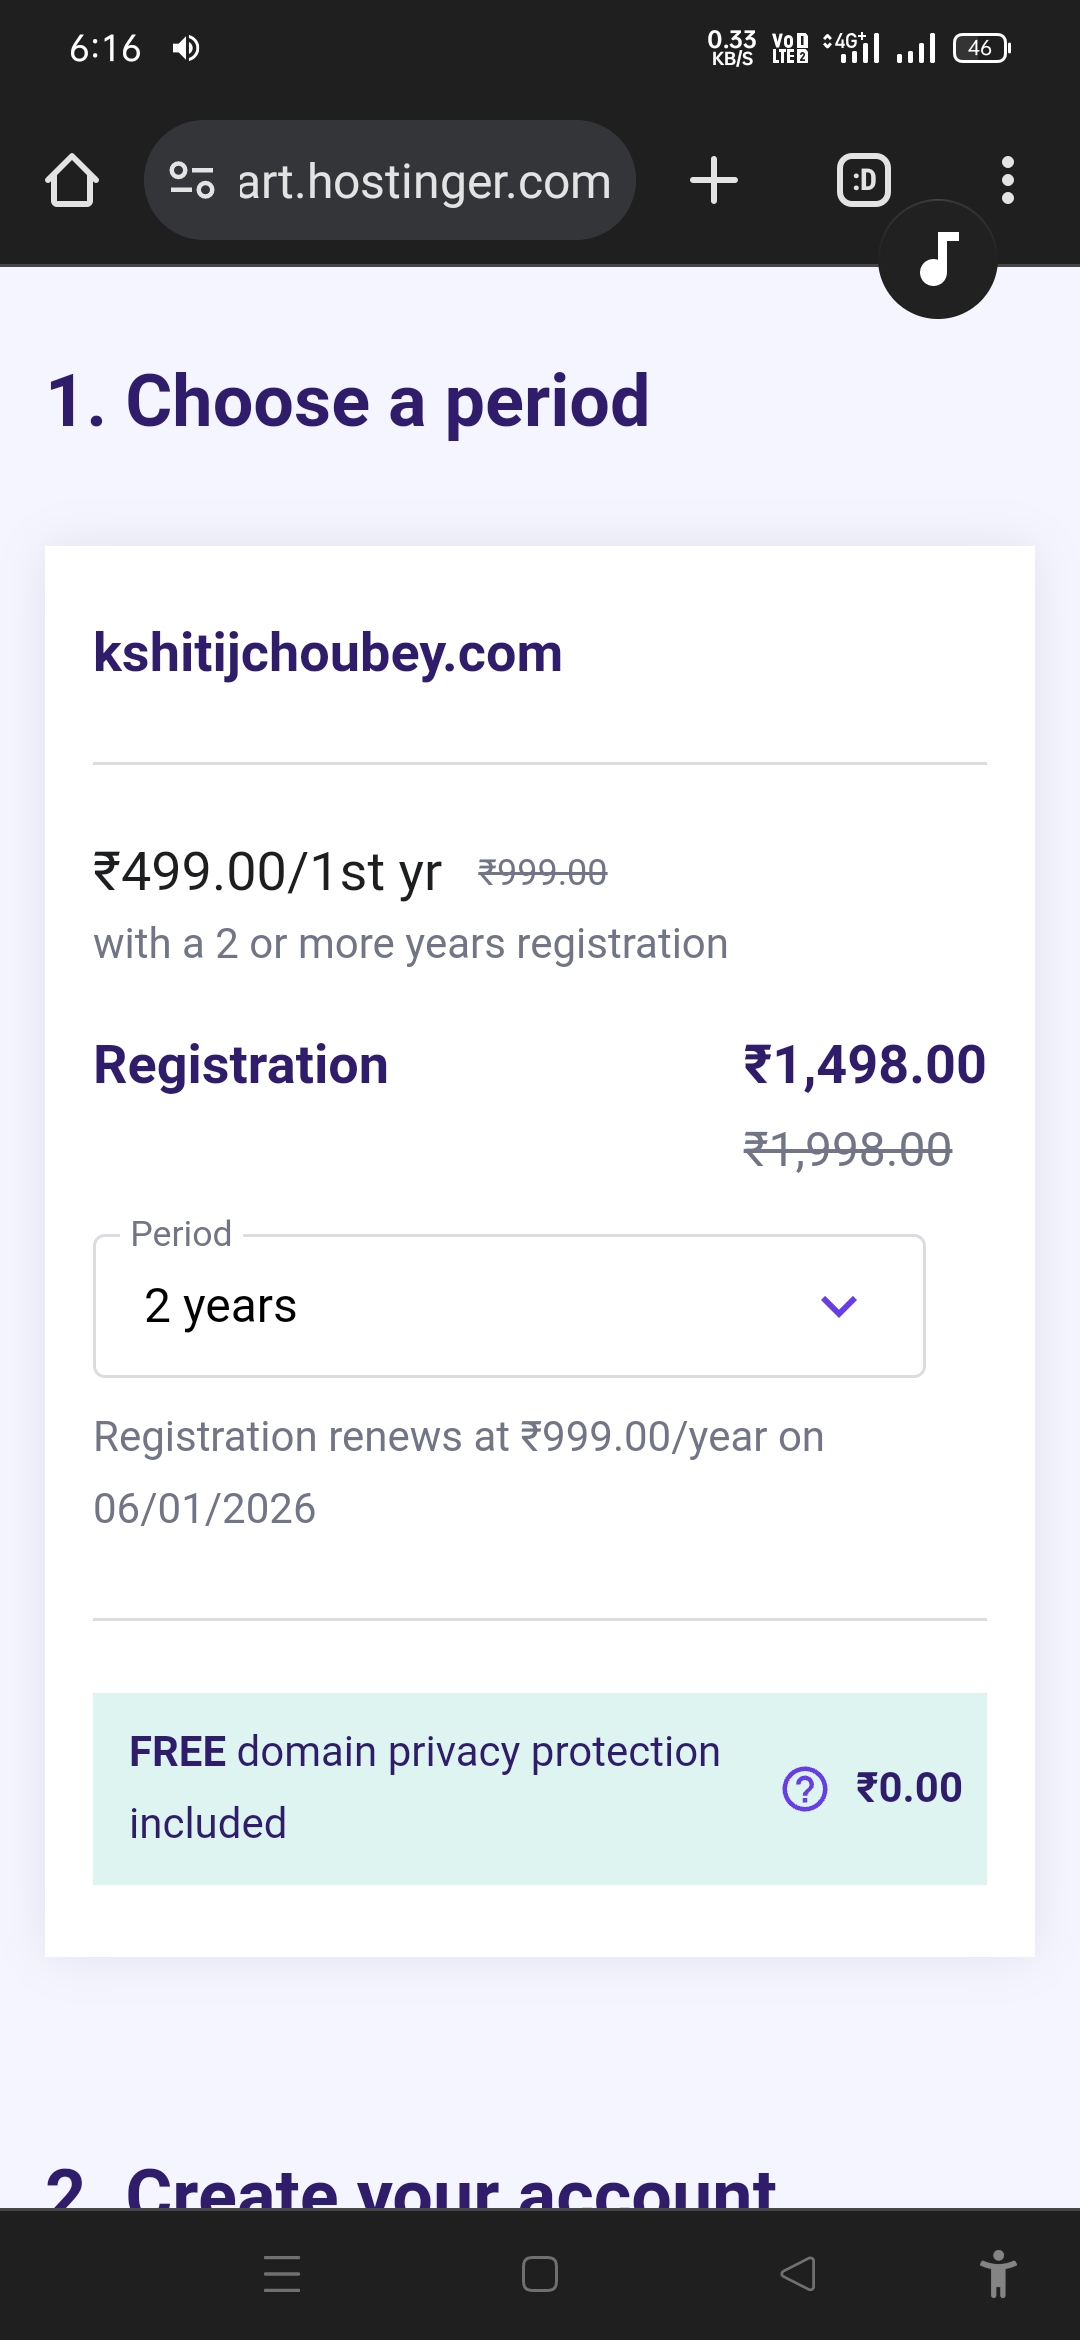 6:16
0.33
KB/S
Vo 1
LTE 2
4G+
46
art.hostinger.com
:D
1. Choose a period
kshitijchoubey.com
₹499.00/1st yr ₹999.00
with a 2 or more years registration
Registration ₹1,498.00
₹1,998.00
Period
2 years
Registration renews at ₹999.00/year on
06/01/2026
FREE domain privacy protection
included
? ₹0.00
2. Create your account